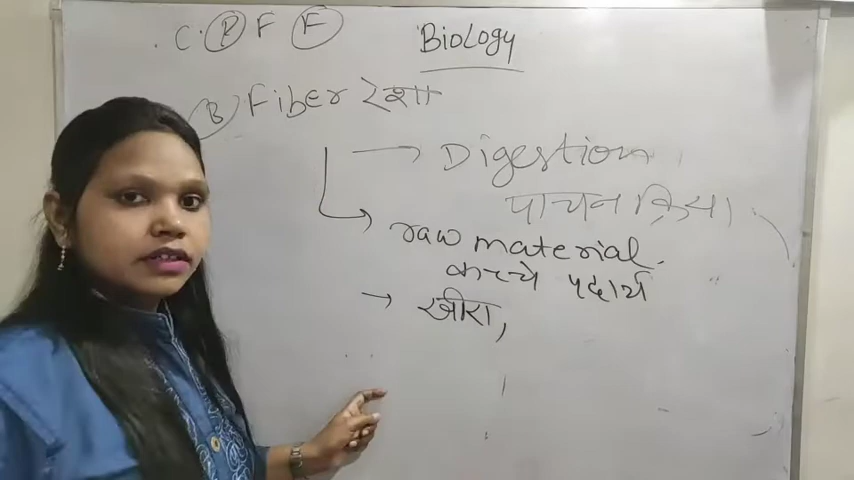 C. P F F
Biology
B Fiber रेशा
→ Digestion
पाचन क्रिया
→ raw material.
कच्चे पदार्थ
→ खीरा,